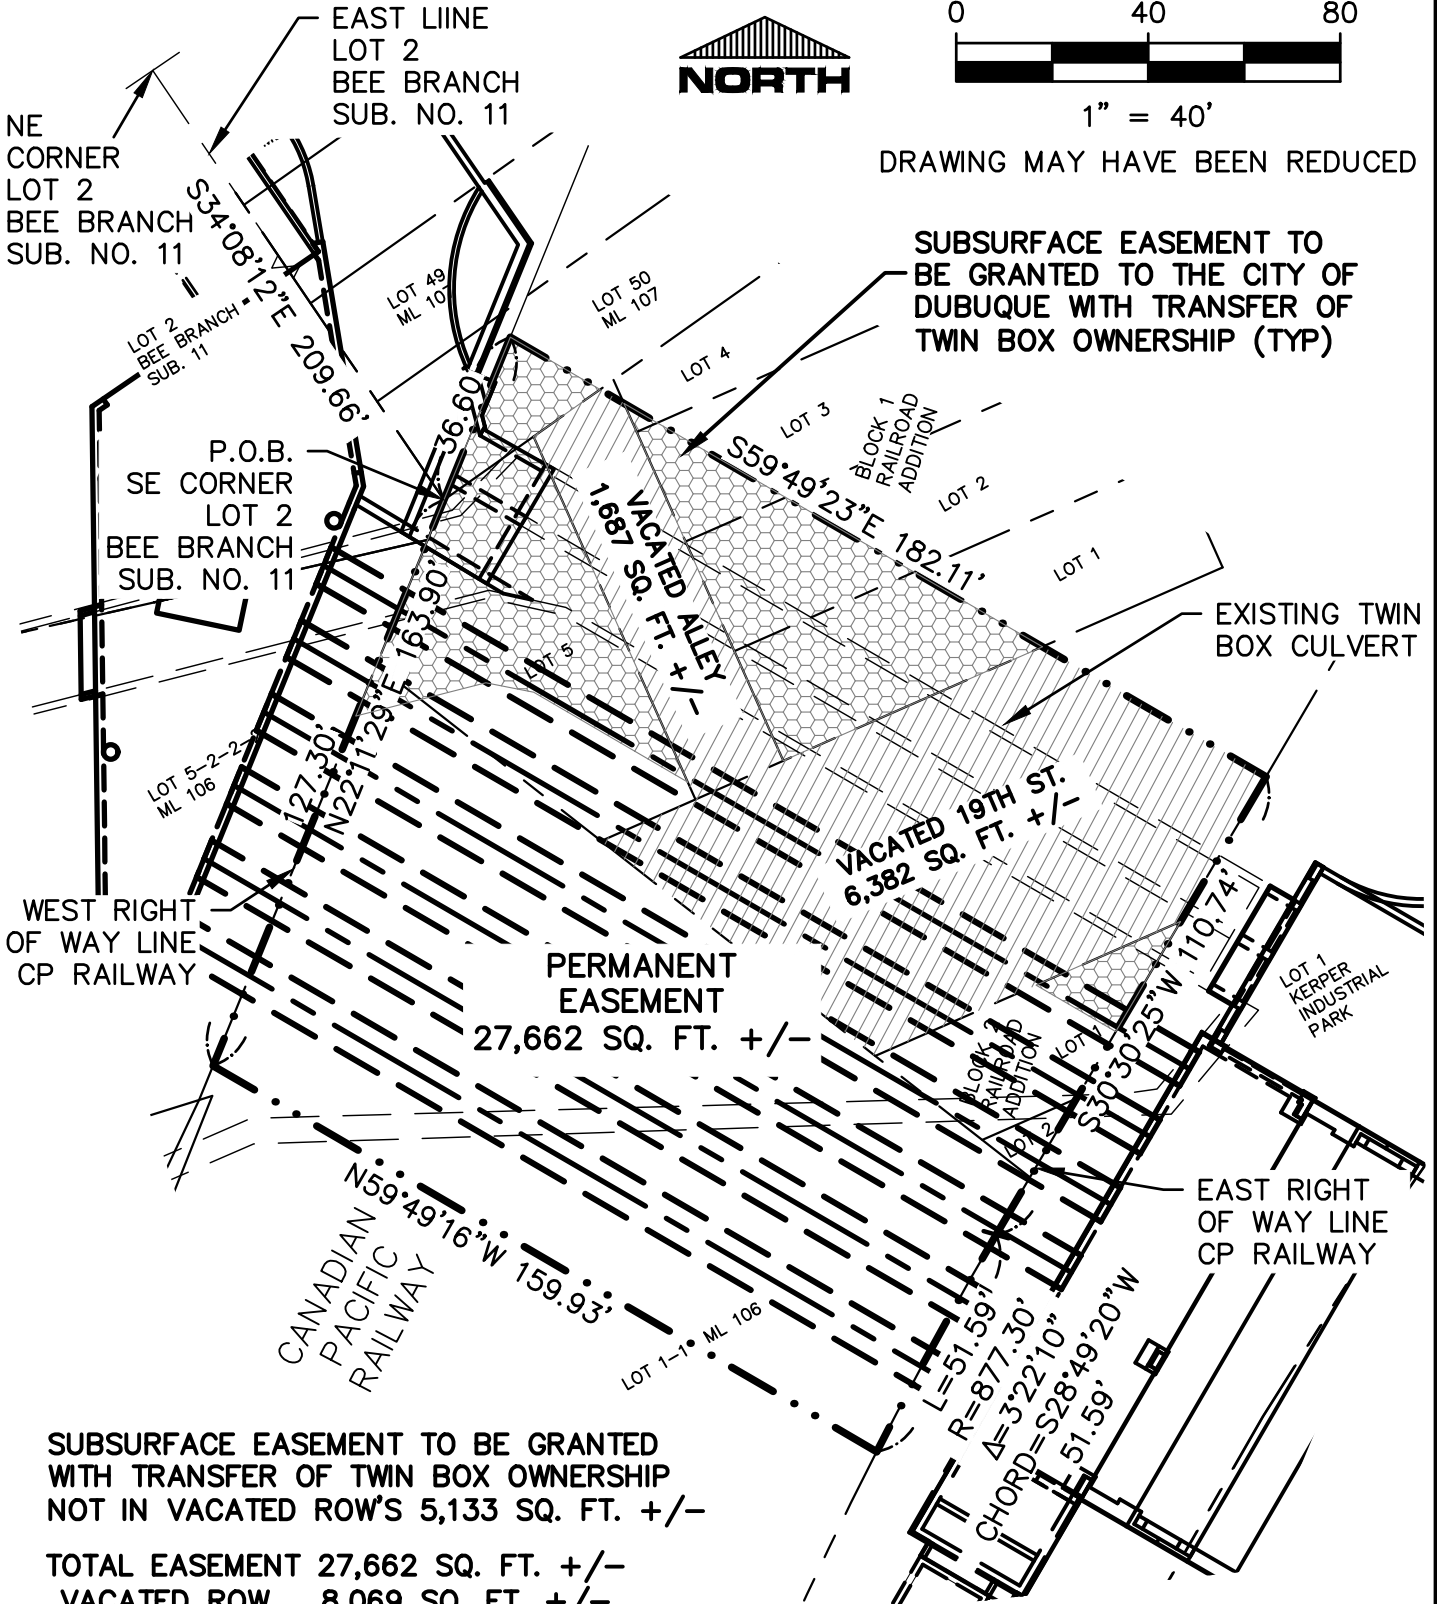 EAST LIINE
LOT 2
BEE BRANCH
SUB. NO. 11
NORTH
0 40 80
1" = 40'
DRAWING MAY HAVE BEEN REDUCED
NE
CORNER
LOT 2
BEE BRANCH
SUB. NO. 11
S34°08'12"E 209.66'
SUBSURFACE EASEMENT TO
BE GRANTED TO THE CITY OF
DUBUQUE WITH TRANSFER OF
TWIN BOX OWNERSHIP (TYP)
LOT 49
ML 107
LOT 50
ML 107
LOT 2
BEE BRANCH
SUB. 11
LOT 4
LOT 3
BLOCK 1
RAILROAD
ADDITION
LOT 2
LOT 1
36.60'
S59°49'23"E 182.11'
P.O.B.
SE CORNER
LOT 2
BEE BRANCH
SUB. NO. 11
VACATED ALLEY
1,687 SQ. FT. +/-
EXISTING TWIN
BOX CULVERT
LOT 5
N22°11'29"E 163.90'
127.30'
LOT 5-2-2-2
ML 106
VACATED 19TH ST.
6,382 SQ. FT. +/-
WEST RIGHT
OF WAY LINE
CP RAILWAY
PERMANENT
EASEMENT
27,662 SQ. FT. +/-
S30°30'25"W 110.74'
LOT 1
KERPER
INDUSTRIAL
PARK
BLOCK 2
RAILROAD
ADDITION
LOT 1
LOT 2
EAST RIGHT
OF WAY LINE
CP RAILWAY
N59°49'16"W 159.93'
CANADIAN
PACIFIC
RAILWAY
LOT 1-1 ML 106
L=51.59'
R=877.30'
Δ=3°22'10"
CHORD=S28°49'20"W
51.59'
SUBSURFACE EASEMENT TO BE GRANTED
WITH TRANSFER OF TWIN BOX OWNERSHIP
NOT IN VACATED ROW'S 5,133 SQ. FT. +/-
TOTAL EASEMENT 27,662 SQ. FT. +/-
VACATED ROW 8,069 SQ. FT. +/-